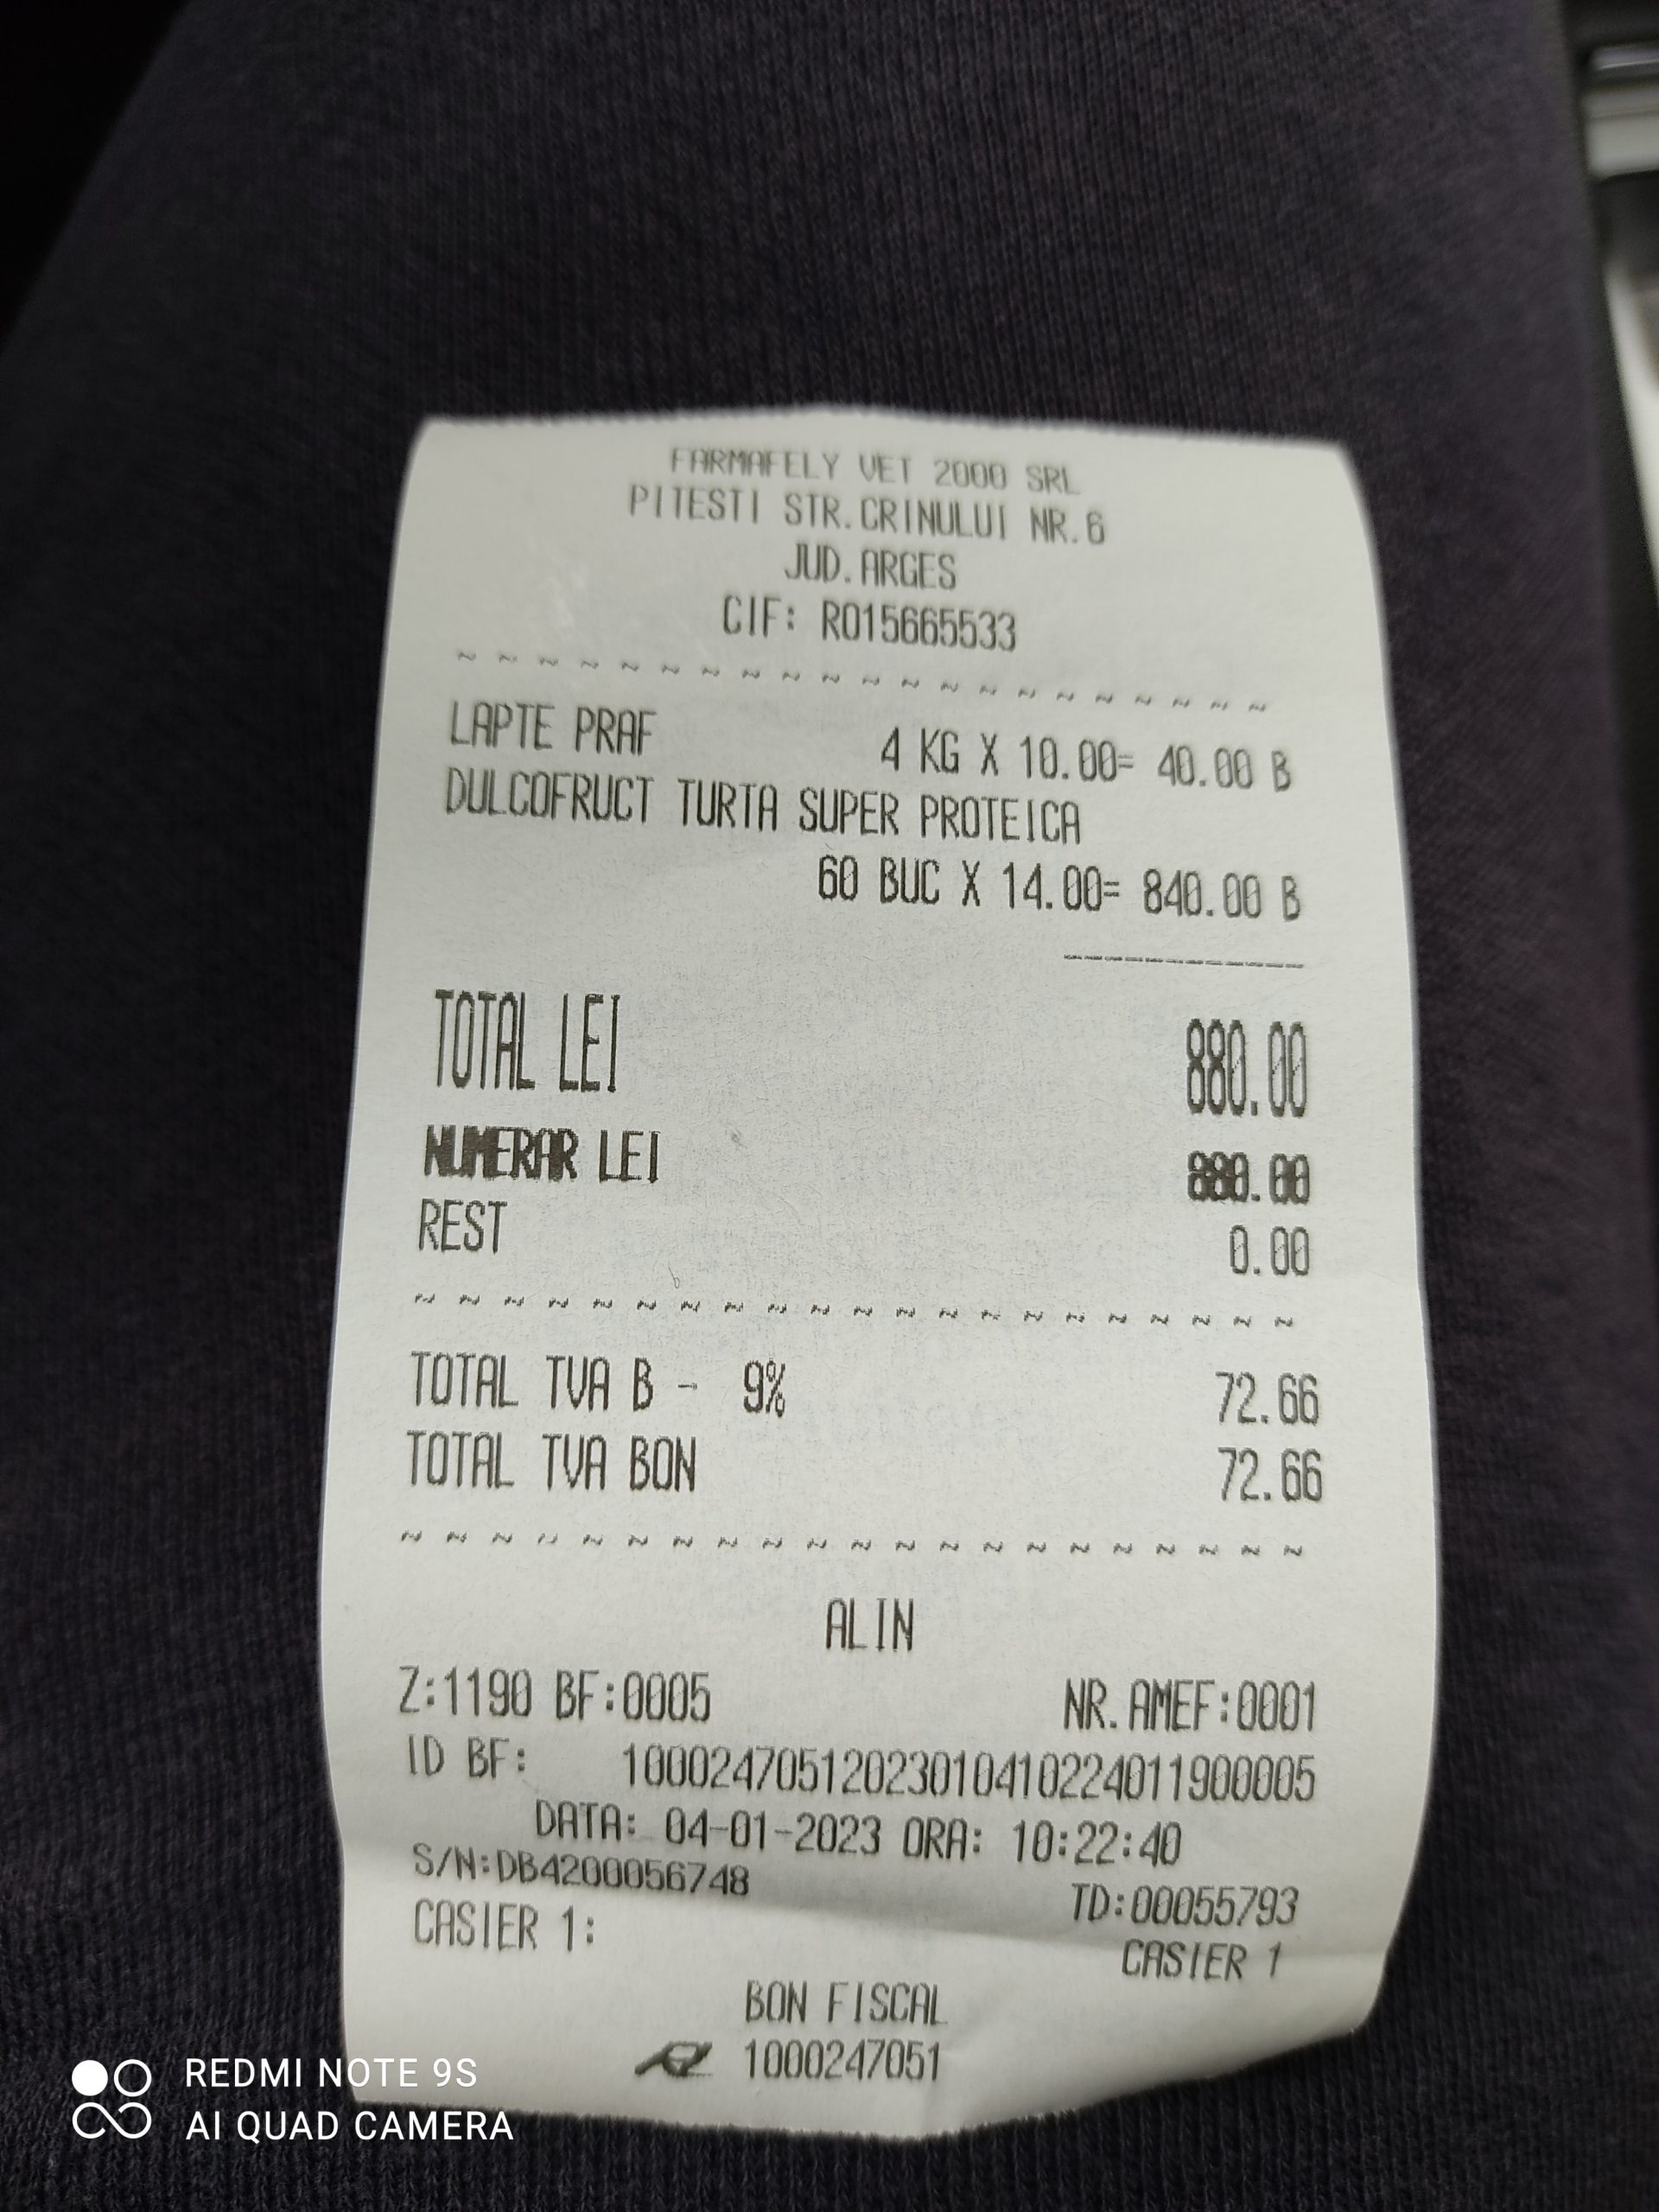 FARMAFELY VET 2000 SRL
PITESTI STR.CRINULUI NR.6
JUD.ARGES
CIF: RO15665533
~ ~ ~ ~ ~ ~ ~ ~ ~ ~ ~ ~ ~ ~ ~ ~ ~ ~ ~ ~ ~
LAPTE PRAF
4 KG X 10.00= 40.00 B
DULCOFRUCT TURTA SUPER PROTEICA
60 BUC X 14.00= 840.00 B
TOTAL LEI 880.00
NUMERAR LEI 880.00
REST 0.00
~ ~ ~ ~ ~ ~ ~ ~ ~ ~ ~ ~ ~ ~ ~ ~ ~ ~ ~ ~ ~
TOTAL TVA B - 9% 72.66
TOTAL TVA BON 72.66
~ ~ ~ ~ ~ ~ ~ ~ ~ ~ ~ ~ ~ ~ ~ ~ ~ ~ ~ ~ ~
ALIN
Z:1190 BF:0005 NR.AMEF:0001
ID BF: 10002470512023010410224011900005
DATA: 04-01-2023 ORA: 10:22:40
S/N:DB4200056748 TD:00055793
CASIER 1: CASIER 1
BON FISCAL
1000247051
REDMI NOTE 9S
AI QUAD CAMERA